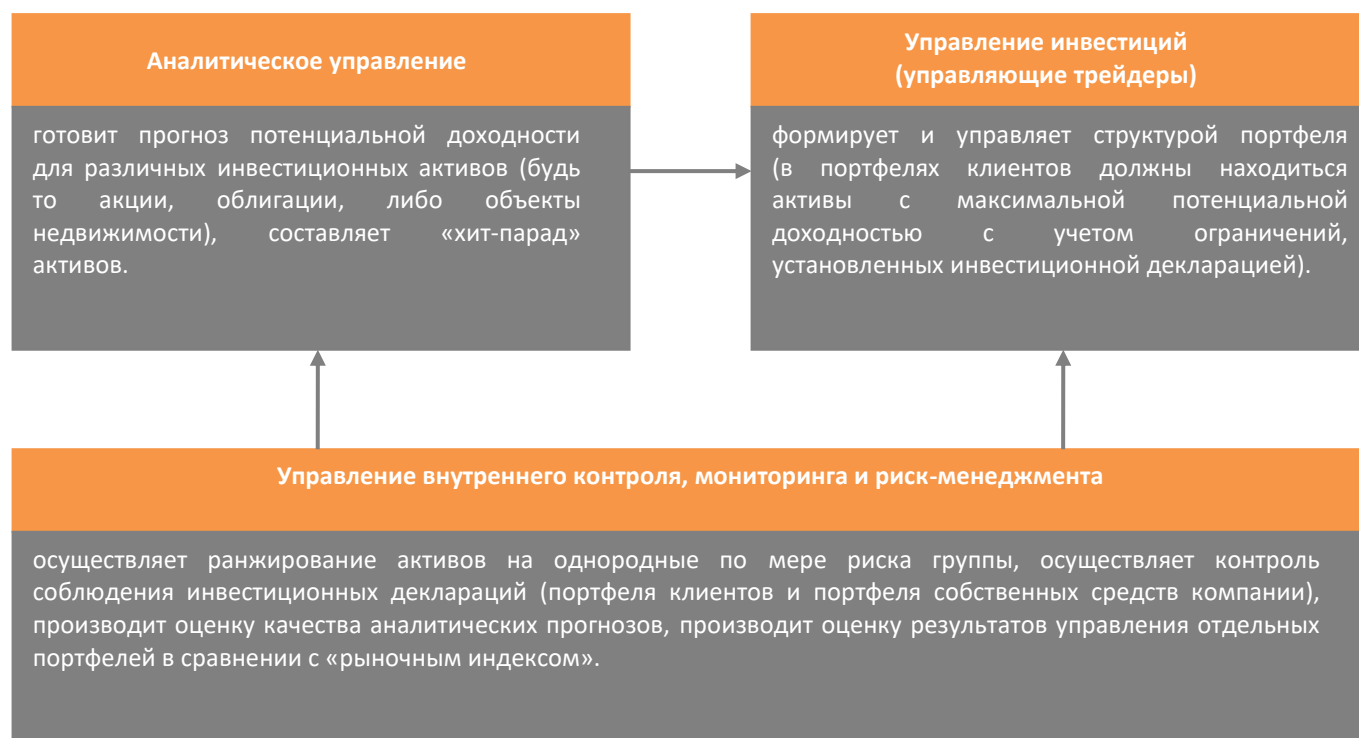 Аналитическое управление
готовит прогноз потенциальной доходности
для различных инвестиционных активов (будь
то акции, облигации, либо объекты
недвижимости), составляет «хит-парад»
активов.
Управление инвестиций
(управляющие трейдеры)
формирует и управляет структурой портфеля
(в портфелях клиентов должны находиться
активы с максимальной потенциальной
доходностью с учетом ограничений,
установленных инвестиционной декларацией).
Управление внутреннего контроля, мониторинга и риск-менеджмента
осуществляет ранжирование активов на однородные по мере риска группы, осуществляет контроль
соблюдения инвестиционных деклараций (портфеля клиентов и портфеля собственных средств компании),
производит оценку качества аналитических прогнозов, производит оценку результатов управления отдельных
портфелей в сравнении с «рыночным индексом».